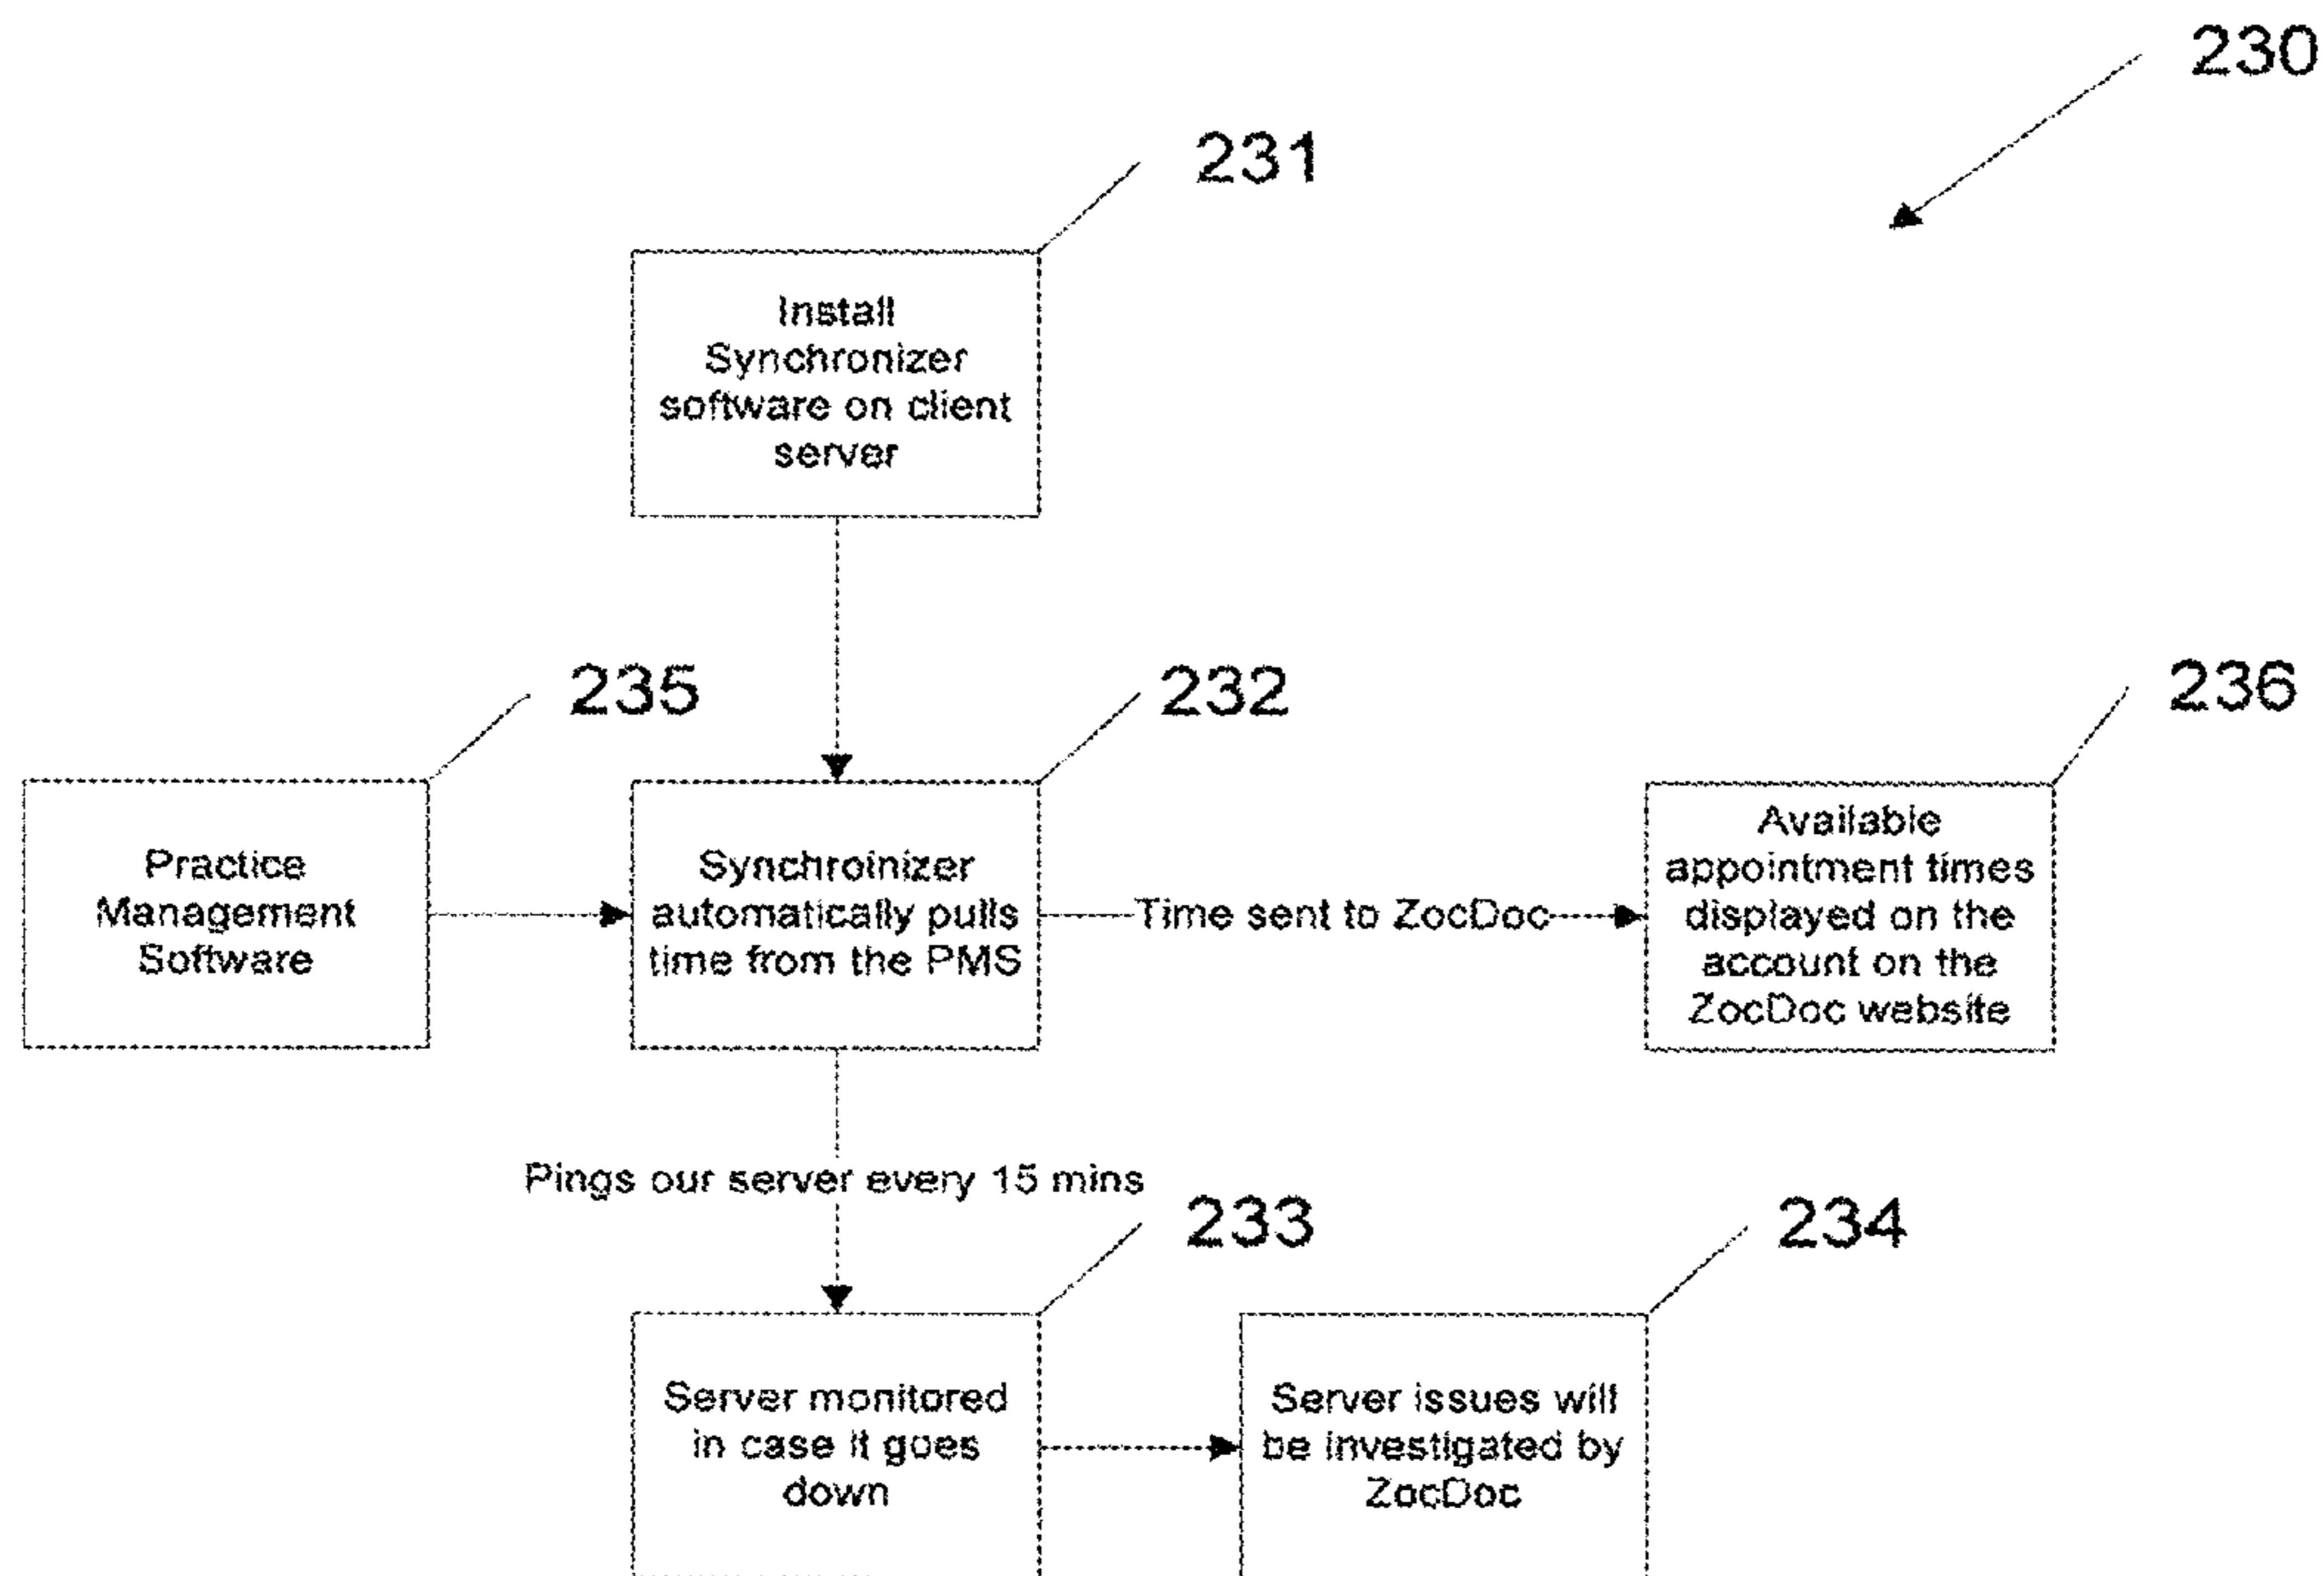 230
231
Install
Synchronizer
software on client
server
235
232
236
Practice
Management
Software
Synchroinizer
automatically pulls
time from the PMS
Time sent to ZocDoc
Available
appointment times
displayed on the
account on the
ZocDoc website
Pings our server every 15 mins
233
234
Server monitored
in case it goes
down
Server issues will
be investigated by
ZocDoc